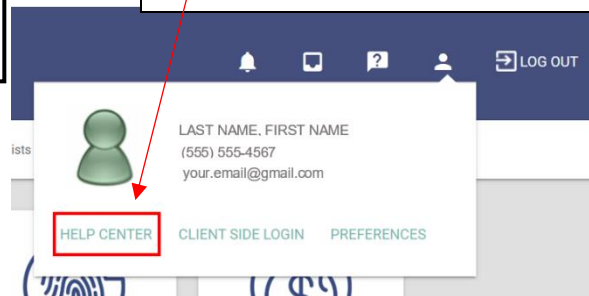 LOG OUT
ists
LAST NAME, FIRST NAME
(555) 555-4567
your.email@gmail.com
HELP CENTER CLIENT SIDE LOGIN PREFERENCES